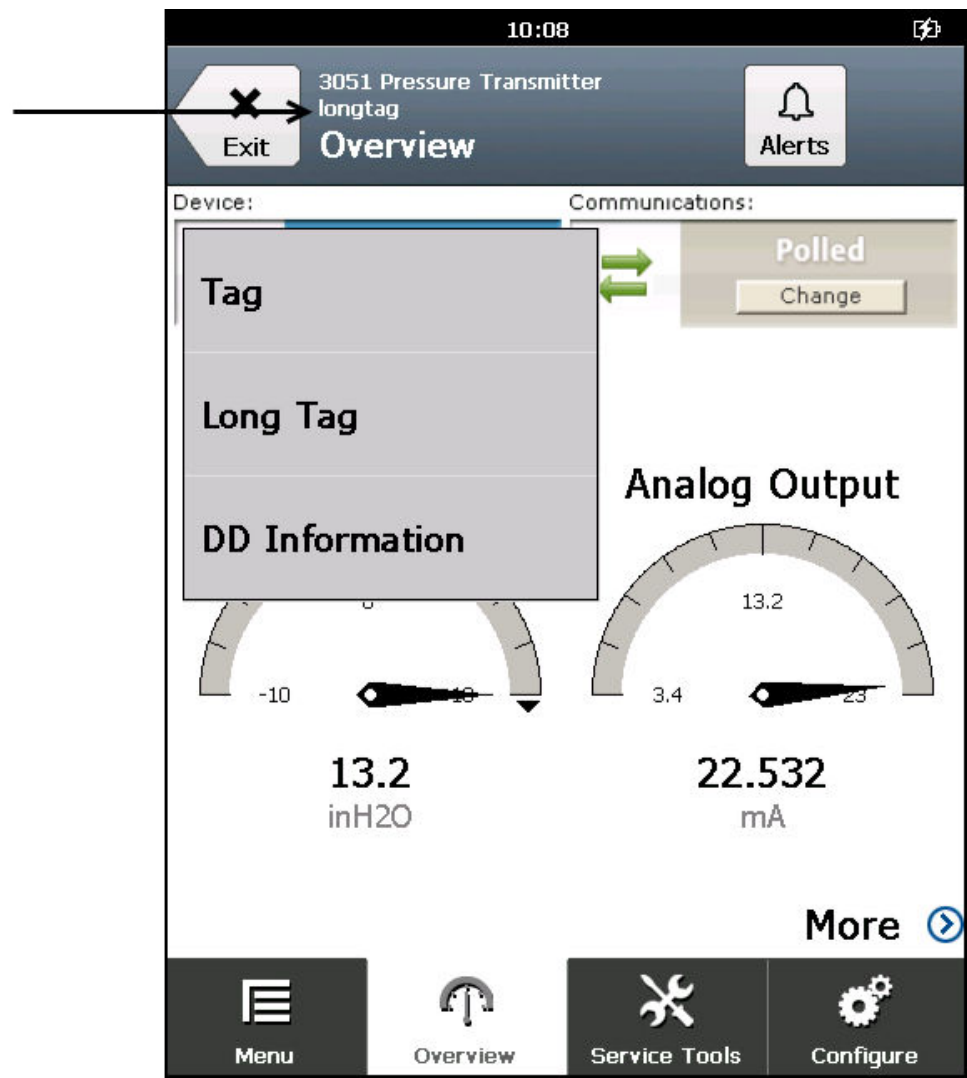 10:08
3051 Pressure Transmitter
longtag
Exit
Overview
Alerts
Device:
Communications:
Polled
Change
Tag
Long Tag
DD Information
Analog Output
-10
13.2
3.4
23
13.2
inH2O
22.532
mA
More
Menu
Overview
Service Tools
Configure